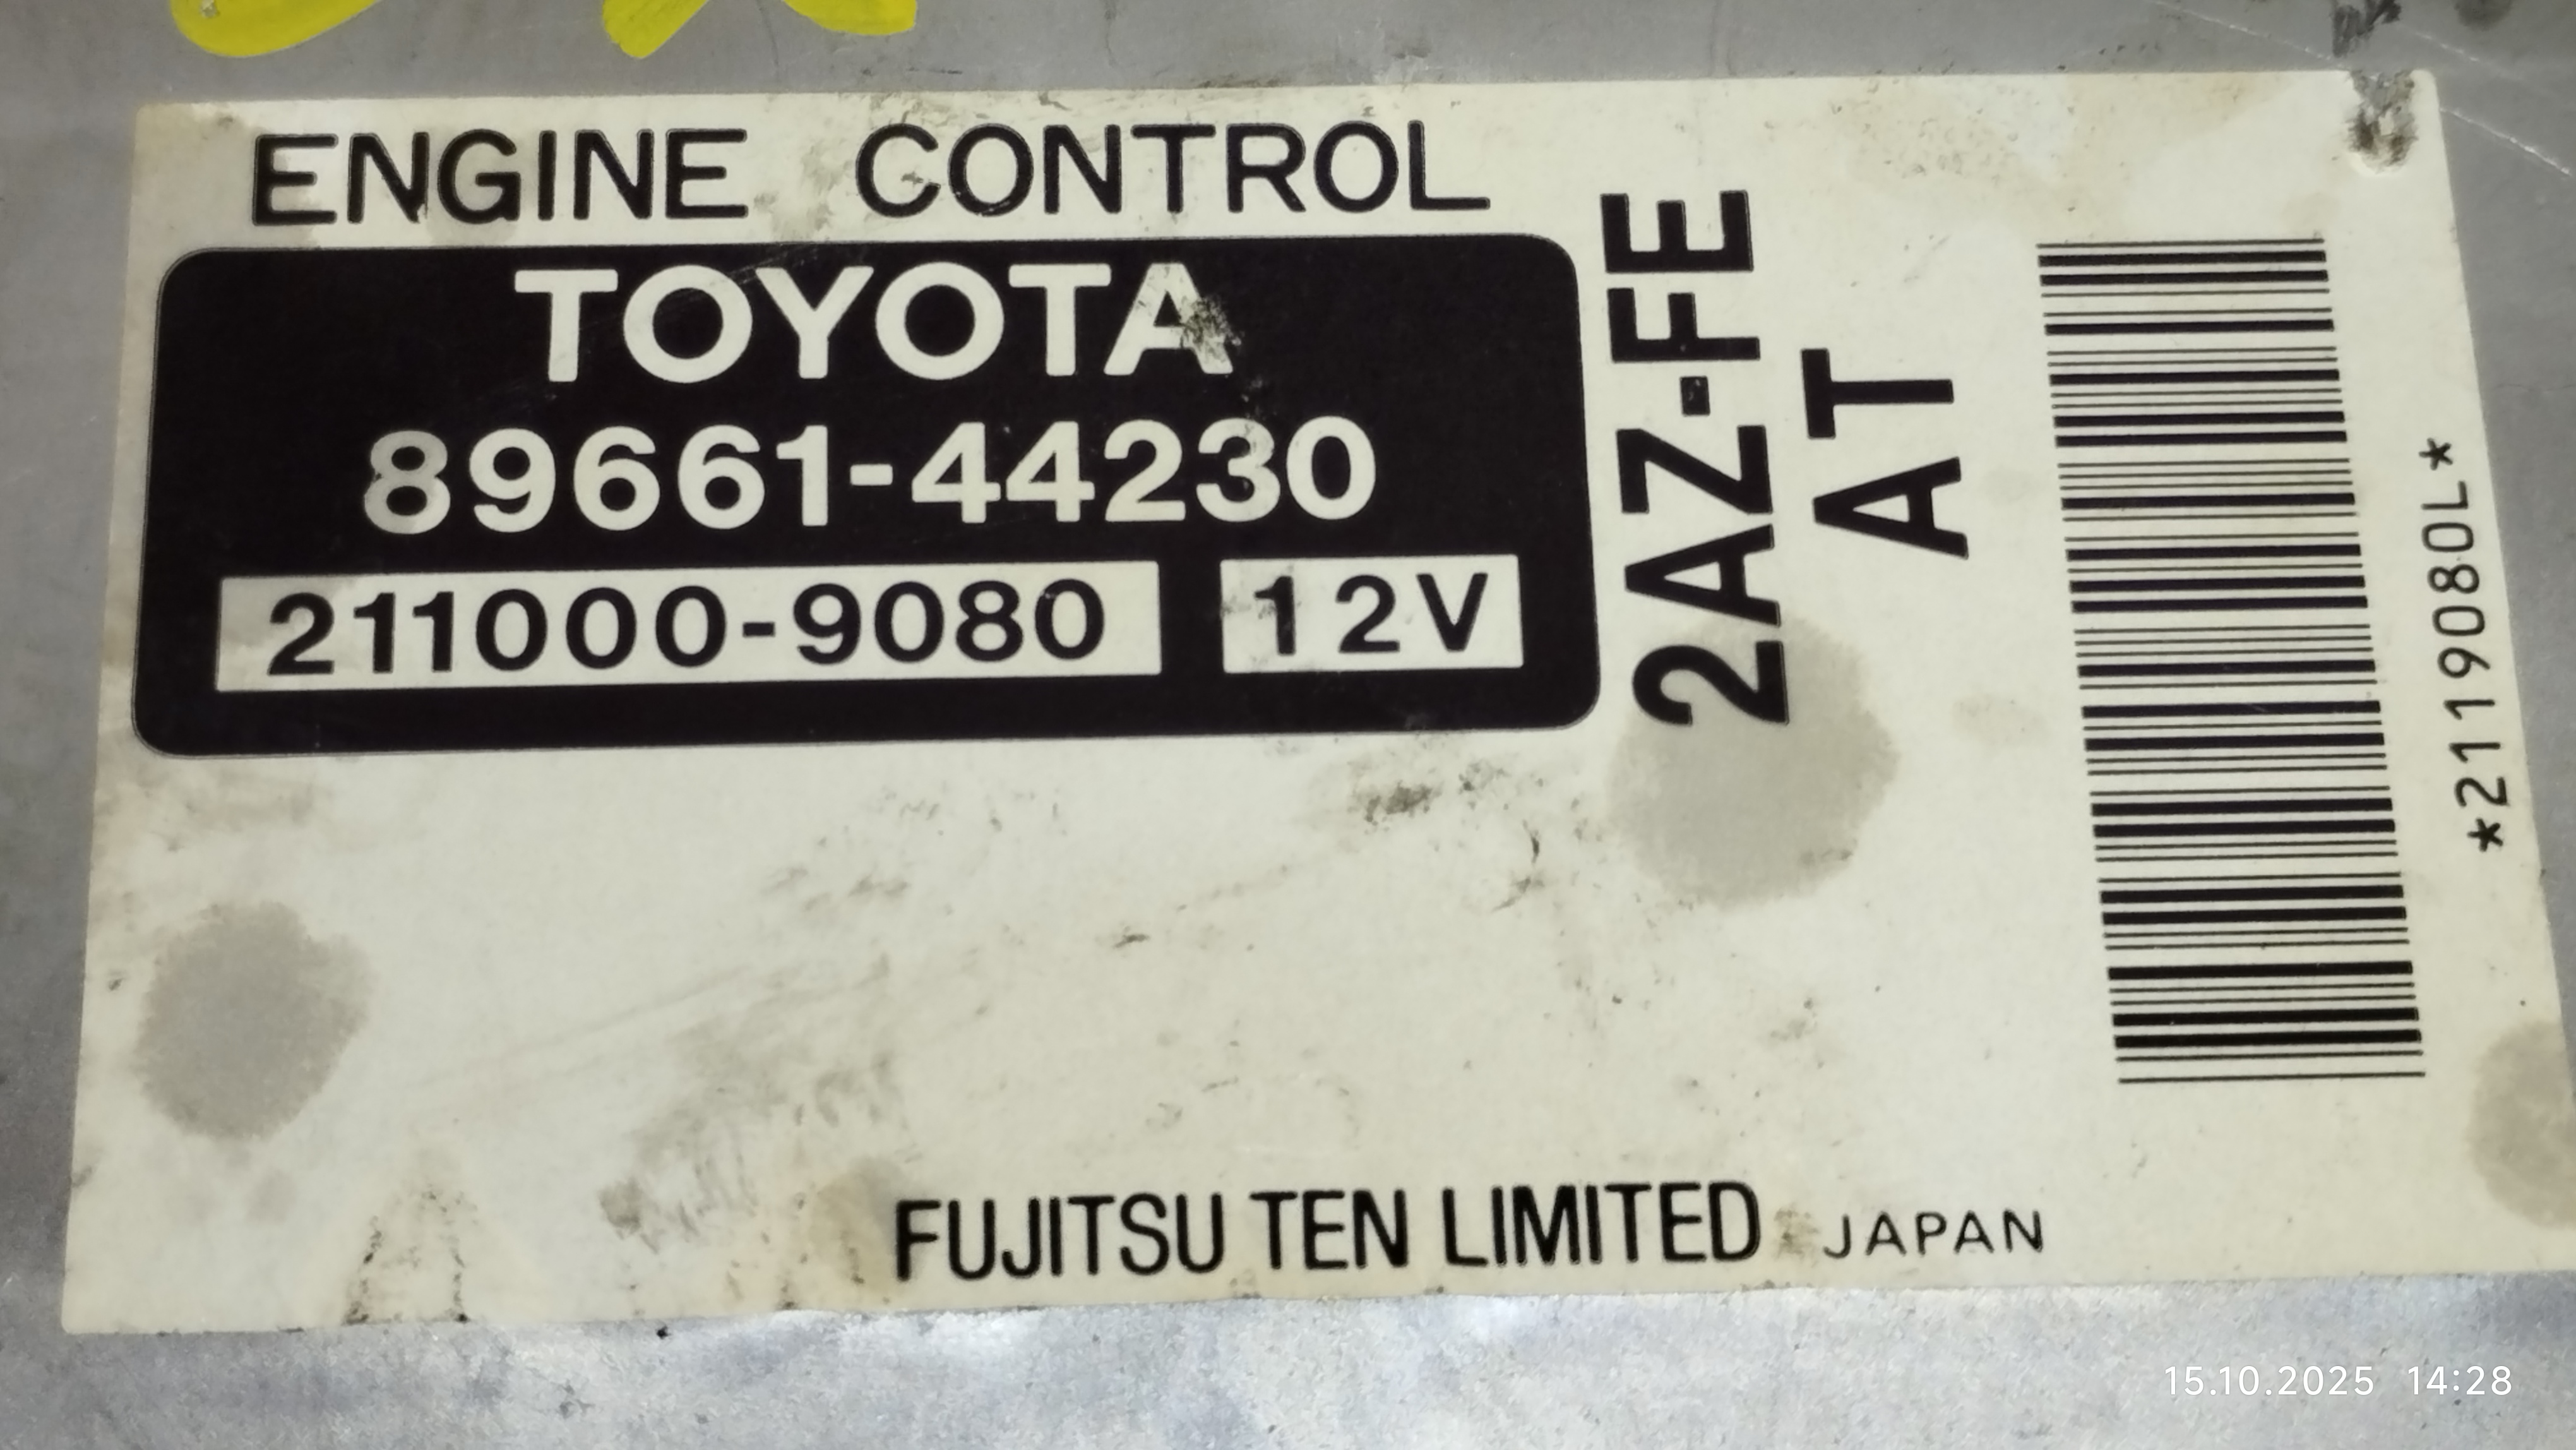 ENGINE CONTROL
TOYOTA
89661-44230
211000-9080 12V
2AZ-FE
AT
*2119080L*
FUJITSU TEN LIMITED JAPAN
15.10.2025 14:28